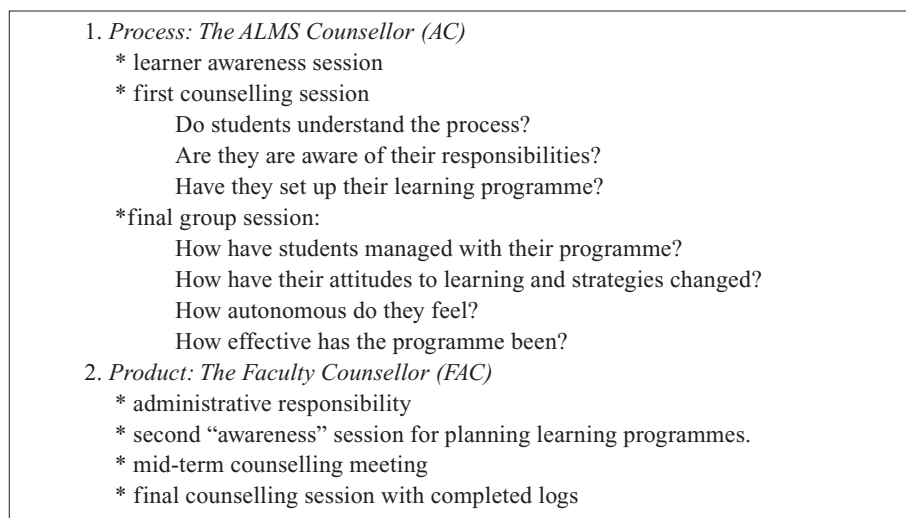 1. Process: The ALMS Counsellor (AC)
* learner awareness session
* first counselling session
Do students understand the process?
Are they are aware of their responsibilities?
Have they set up their learning programme?
*final group session:
How have students managed with their programme?
How have their attitudes to learning and strategies changed?
How autonomous do they feel?
How effective has the programme been?
2. Product: The Faculty Counsellor (FAC)
* administrative responsibility
* second “awareness” session for planning learning programmes.
* mid-term counselling meeting
* final counselling session with completed logs